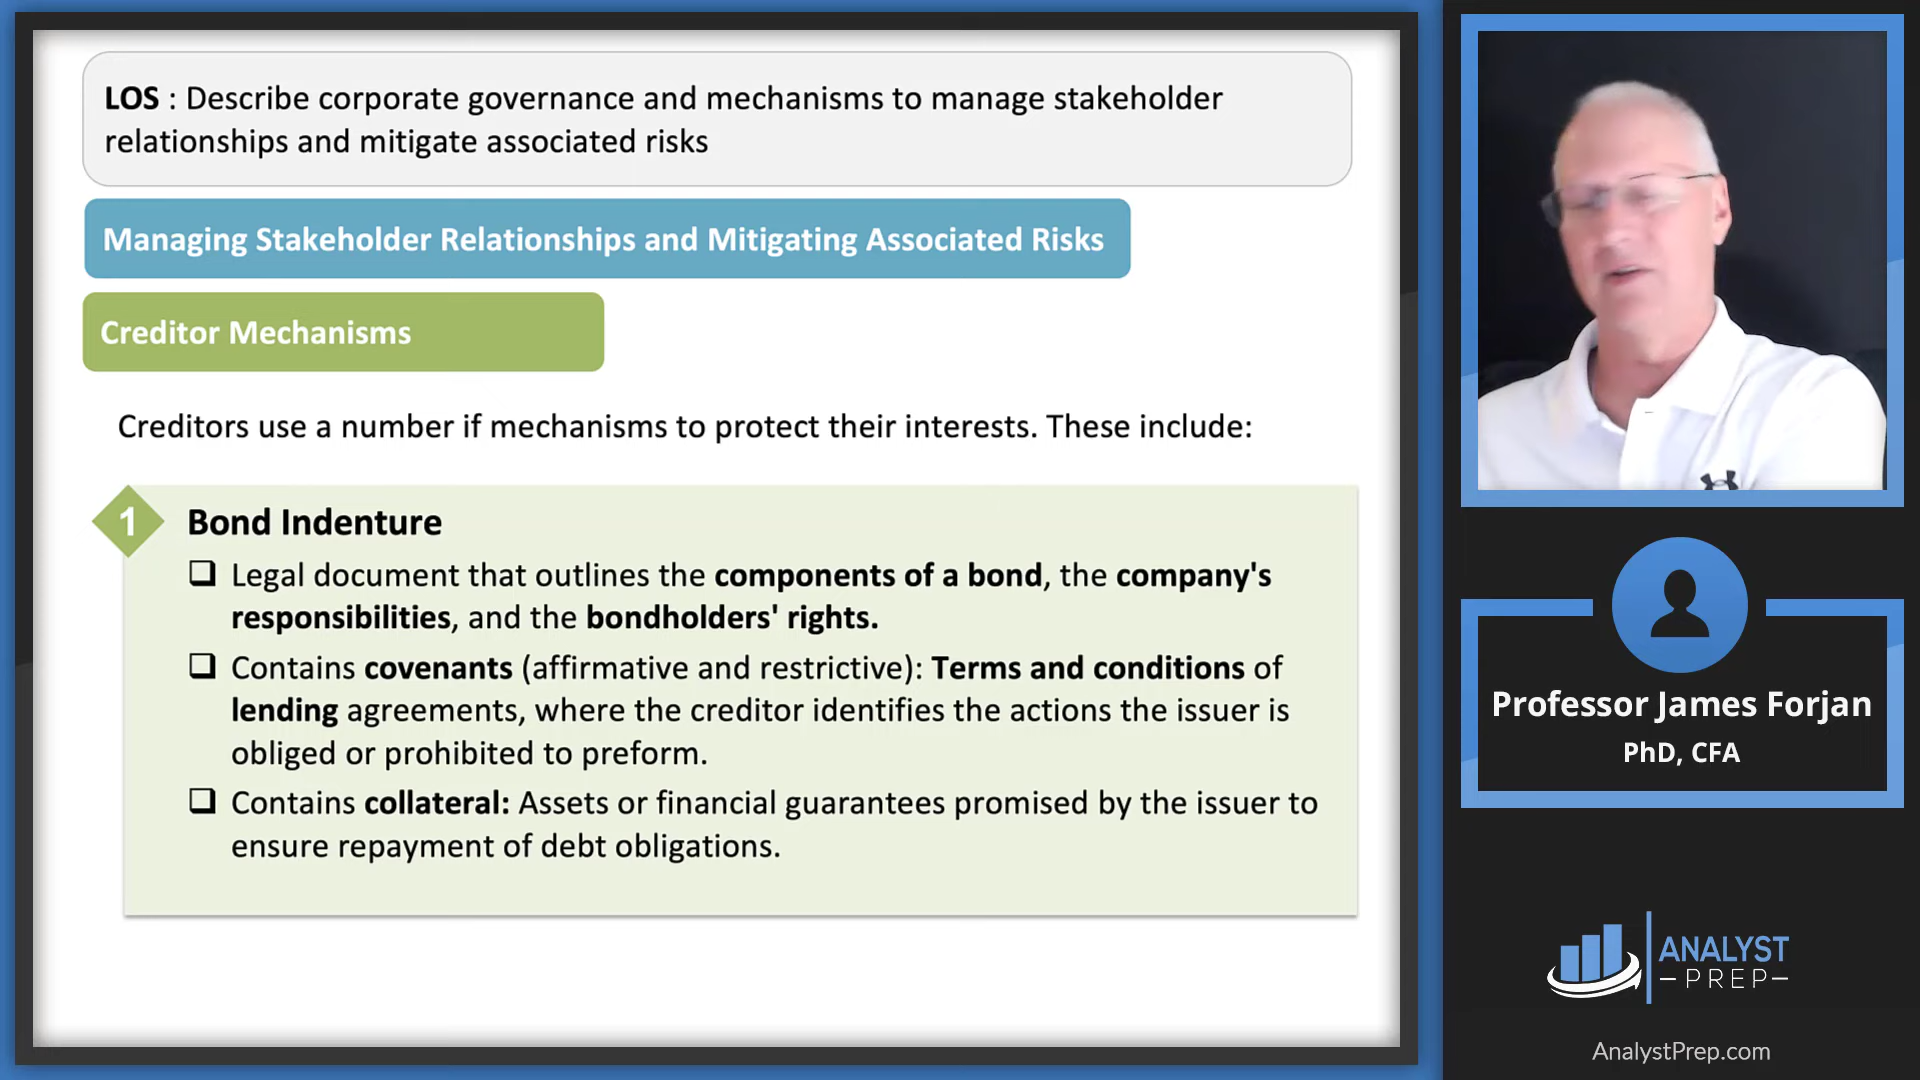 LOS : Describe corporate governance and mechanisms to manage stakeholder
relationships and mitigate associated risks
Managing Stakeholder Relationships and Mitigating Associated Risks
Creditor Mechanisms
Creditors use a number if mechanisms to protect their interests. These include:
1 Bond Indenture
Legal document that outlines the components of a bond, the company's
responsibilities, and the bondholders' rights.
Contains covenants (affirmative and restrictive): Terms and conditions of
lending agreements, where the creditor identifies the actions the issuer is
obliged or prohibited to preform.
Contains collateral: Assets or financial guarantees promised by the issuer to
ensure repayment of debt obligations.
Professor James Forjan
PhD, CFA
ANALYST
PREP
AnalystPrep.com